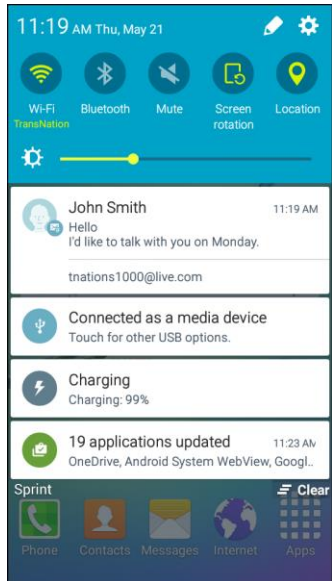 11:19 AM Thu, May 21
Wi-Fi
TransNation
Bluetooth
Mute
Screen
rotation
Location
John Smith 11:19 AM
Hello
I'd like to talk with you on Monday.
tnations1000@live.com
Connected as a media device
Touch for other USB options.
Charging
Charging: 99%
19 applications updated 11:23 AM
OneDrive, Android System WebView, Googl..
Sprint Clear
Phone Contacts Messages Internet Apps